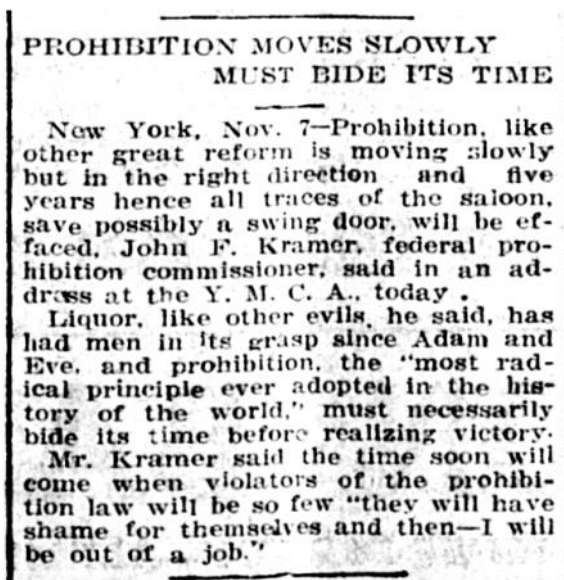 PROHIBITION MOVES SLOWLY
MUST BIDE ITS TIME
New York, Nov. 7—Prohibition, like
other great reform is moving slowly
but in the right direction and five
years hence all traces of the saloon,
save possibly a swing door, will be ef-
faced, John F. Kramer, federal pro-
hibition commissioner, said in an ad-
dress at the Y. M. C. A., today .
Liquor, like other evils, he said, has
had men in its grasp since Adam and
Eve, and prohibition, the "most rad-
ical principle ever adopted in the his-
tory of the world," must necessarily
bide its time before realizing victory.
Mr. Kramer said the time soon will
come when violators of the prohibi-
tion law will be so few "they will have
shame for themselves and then—I will
be out of a job."